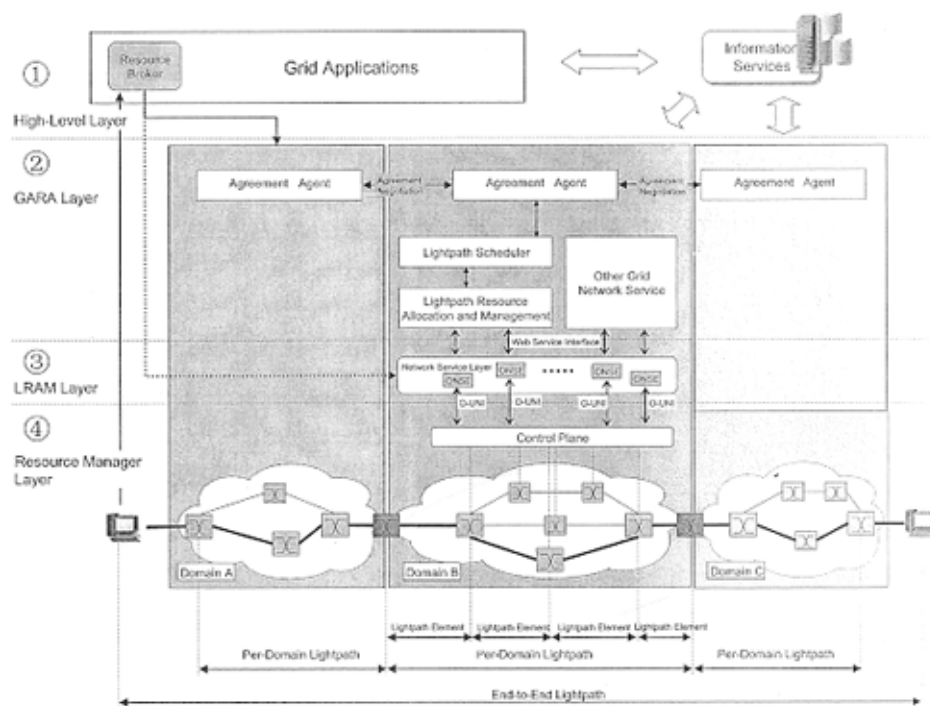 ①
High-Level Layer
Resource
Broker
Grid Applications
Information
Services
②
GARA Layer
Agreement Agent
Agreement
Negotiation
Agreement Agent
Agreement
Negotiation
Agreement Agent
Lightpath Scheduler
Lightpath Resource
Allocation and Management
Other Grid
Network Service
Web Service Interface
③
LRAM Layer
Network Service Layer
ONSE
ONSE
•••••
ONSE
ONSE
O-UNI
O-UNI
O-UNI
O-UNI
④
Resource Manager
Layer
Control Plane
Domain A
Domain B
Domain C
Lightpath Element
Lightpath Element
Lightpath Element
Lightpath Element
Per-Domain Lightpath
Per-Domain Lightpath
Per-Domain Lightpath
End-to-End Lightpath